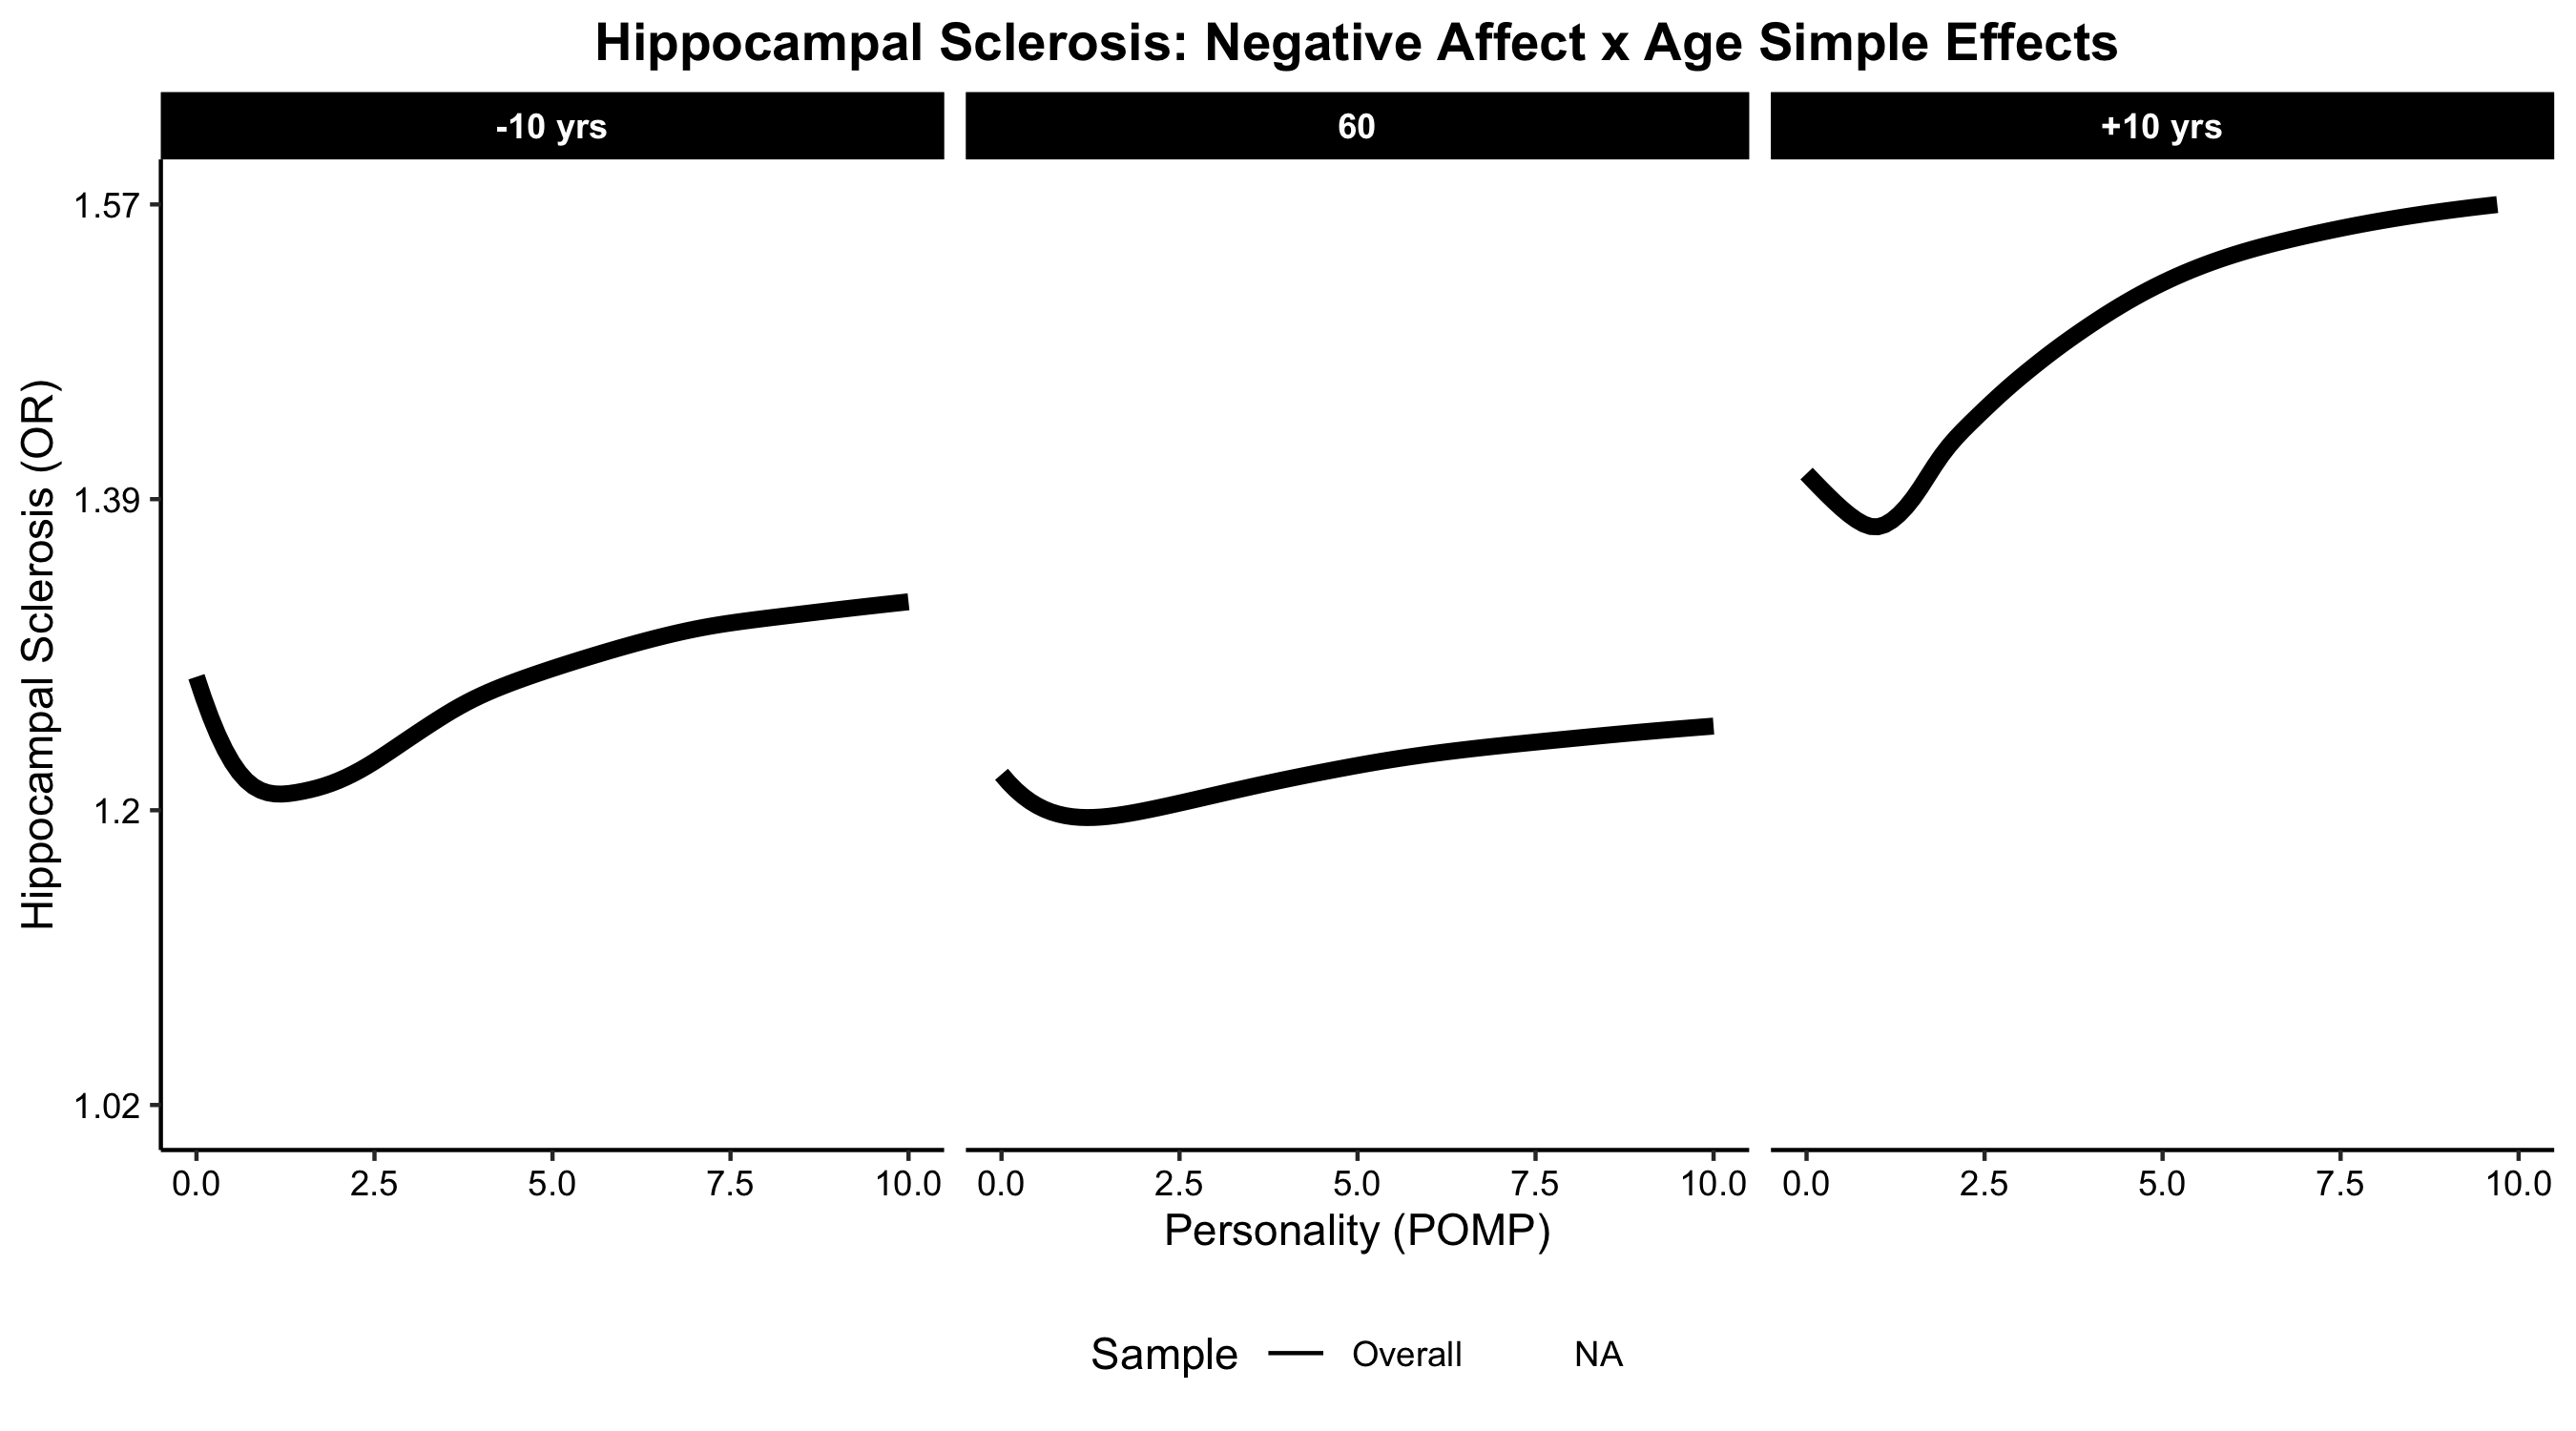 Hippocampal Sclerosis: Negative Affect x Age Simple Effects
-10 yrs
60
+10 yrs
Hippocampal Sclerosis (OR)
1.57
1.39
1.2
1.02
0.0 2.5 5.0 7.5 10.0
0.0 2.5 5.0 7.5 10.0
0.0 2.5 5.0 7.5 10.0
Personality (POMP)
Sample Overall NA